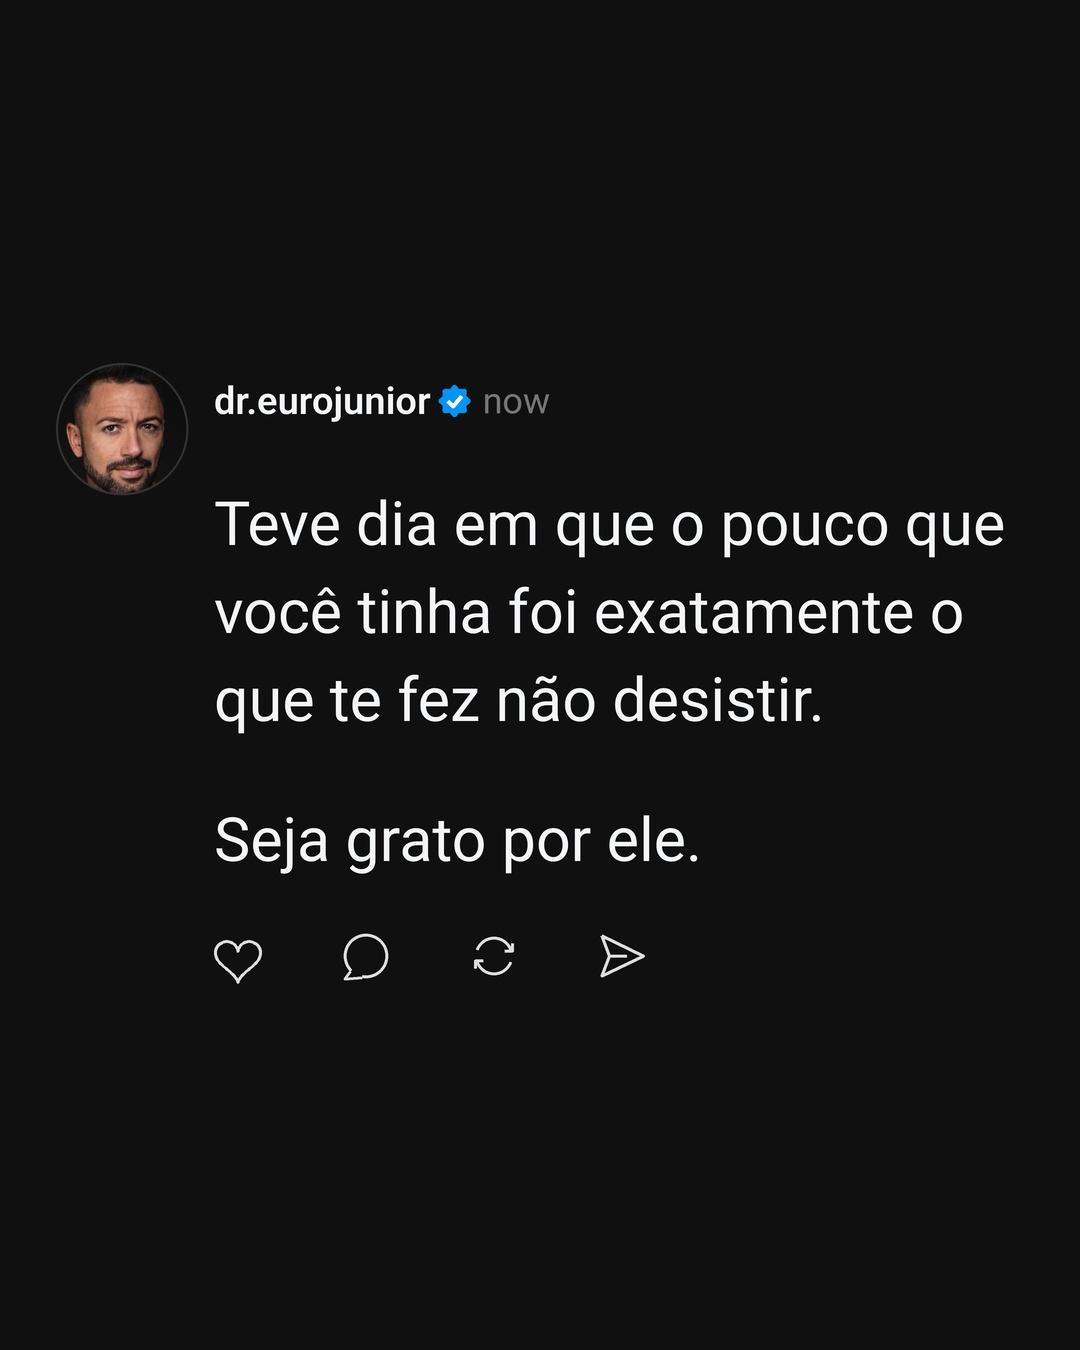 dr.eurojunior now
Teve dia em que o pouco que
você tinha foi exatamente o
que te fez não desistir.
Seja grato por ele.